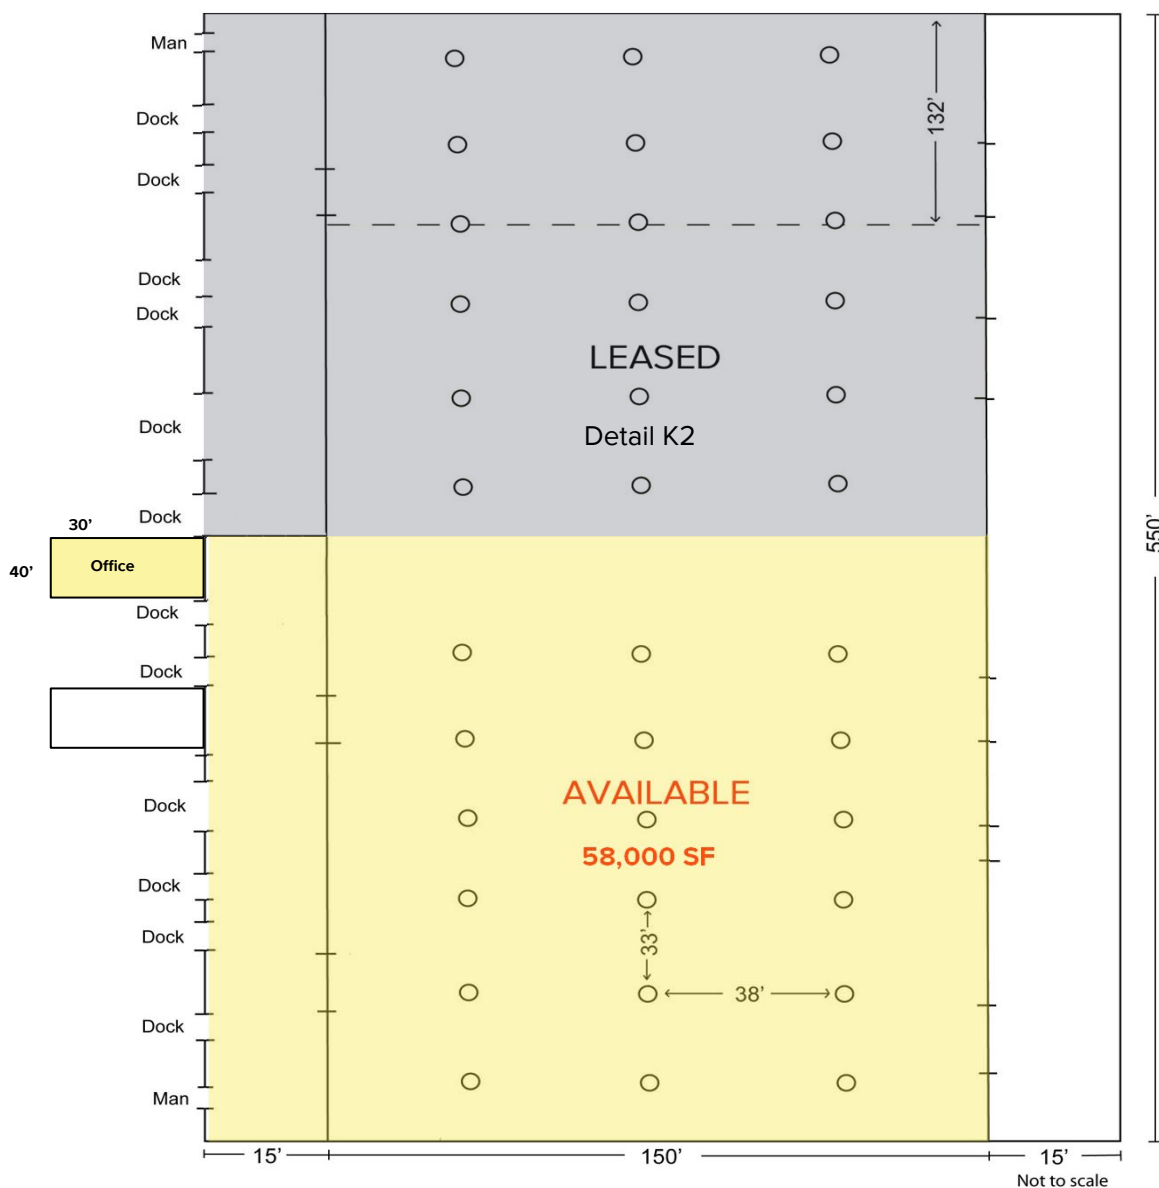 Man
132’
Dock
Dock
Dock
Dock
LEASED
Dock
Detail K2
Dock
30’
550’
40’
Office
Dock
Dock
AVAILABLE
Dock
58,000 SF
Dock
33’
Dock
38’
Dock
Man
15’
150’
15’
Not to scale